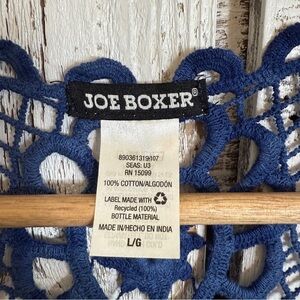 JOE BOXER®
890361319007
SEAS: U3
RN 15099
100% COTTON/ALGODÓN
LABEL MADE WITH
Recycled (100%)
BOTTLE MATERIAL
MADE IN/HECHO EN INDIA
L/G